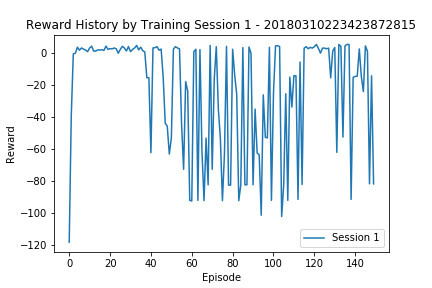 Reward History by Training Session 1 - 20180310223423872815
Reward
0
−20
−40
−60
−80
−100
−120
0 20 40 60 80 100 120 140
Episode
Session 1